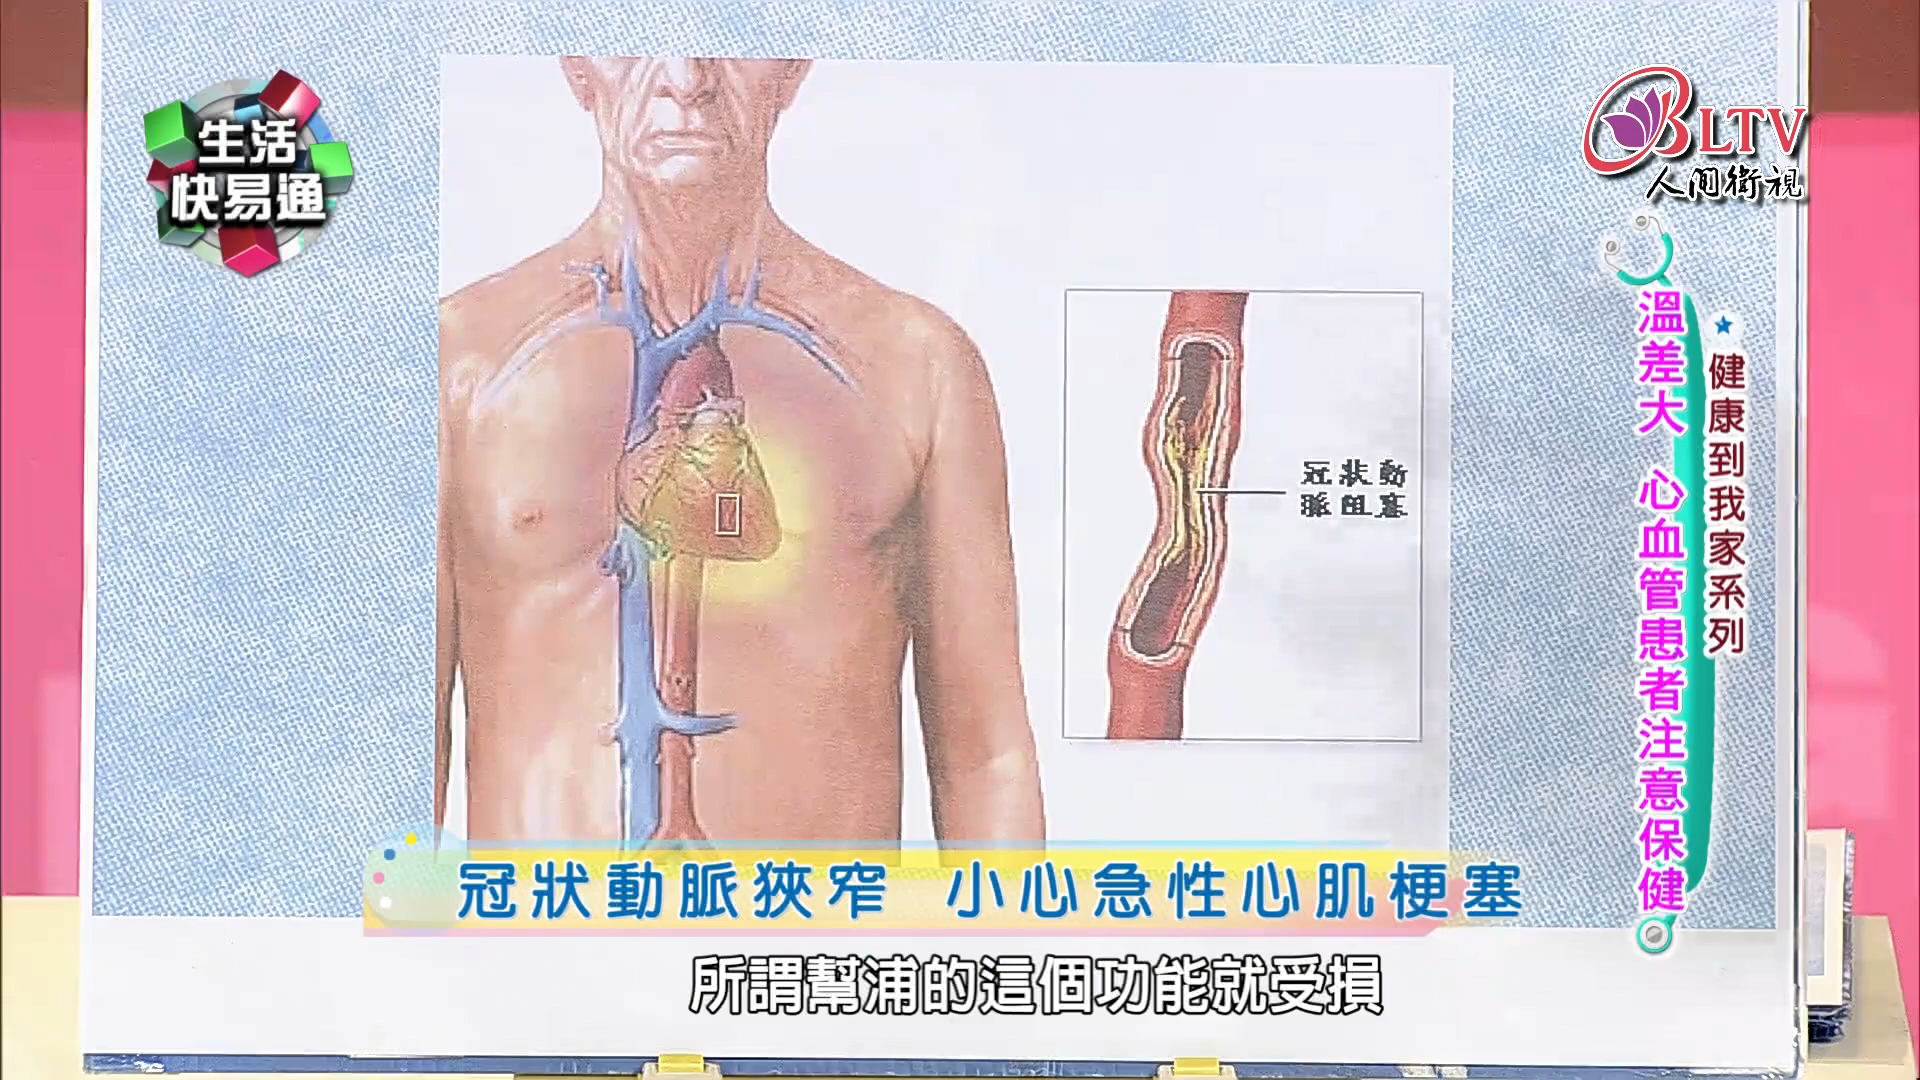 生活
快易通
BLTV
人間衛視
健康到我家系列
溫差大 心血管患者注意保健
冠狀動
脈阻塞
冠狀動脈狹窄 小心急性心肌梗塞
所謂幫浦的這個功能就受損